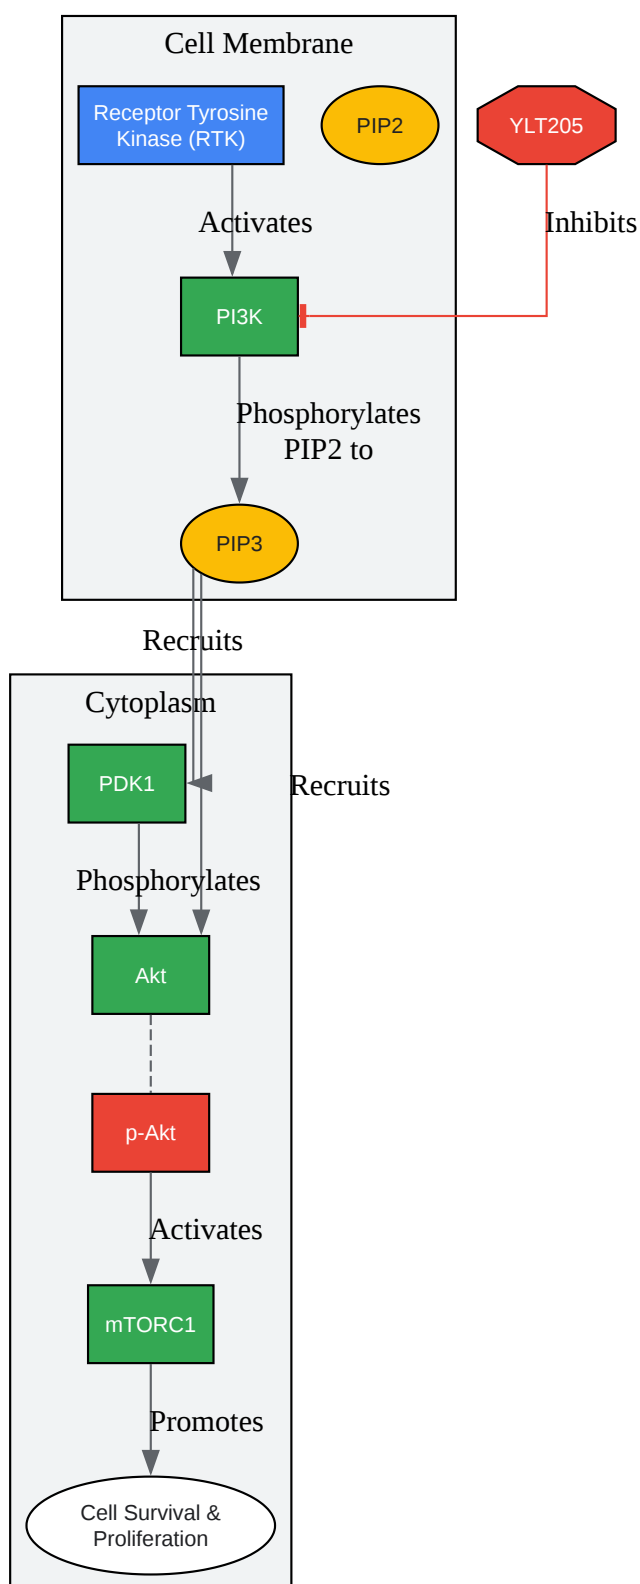 Cell Membrane
Receptor Tyrosine
Kinase (RTK)
PIP2
YLT205
Activates
Inhibits
PI3K
Phosphorylates
PIP2 to
PIP3
Recruits
Cytoplasm
PDK1
Recruits
Phosphorylates
Akt
p-Akt
Activates
mTORC1
Promotes
Cell Survival &
Proliferation